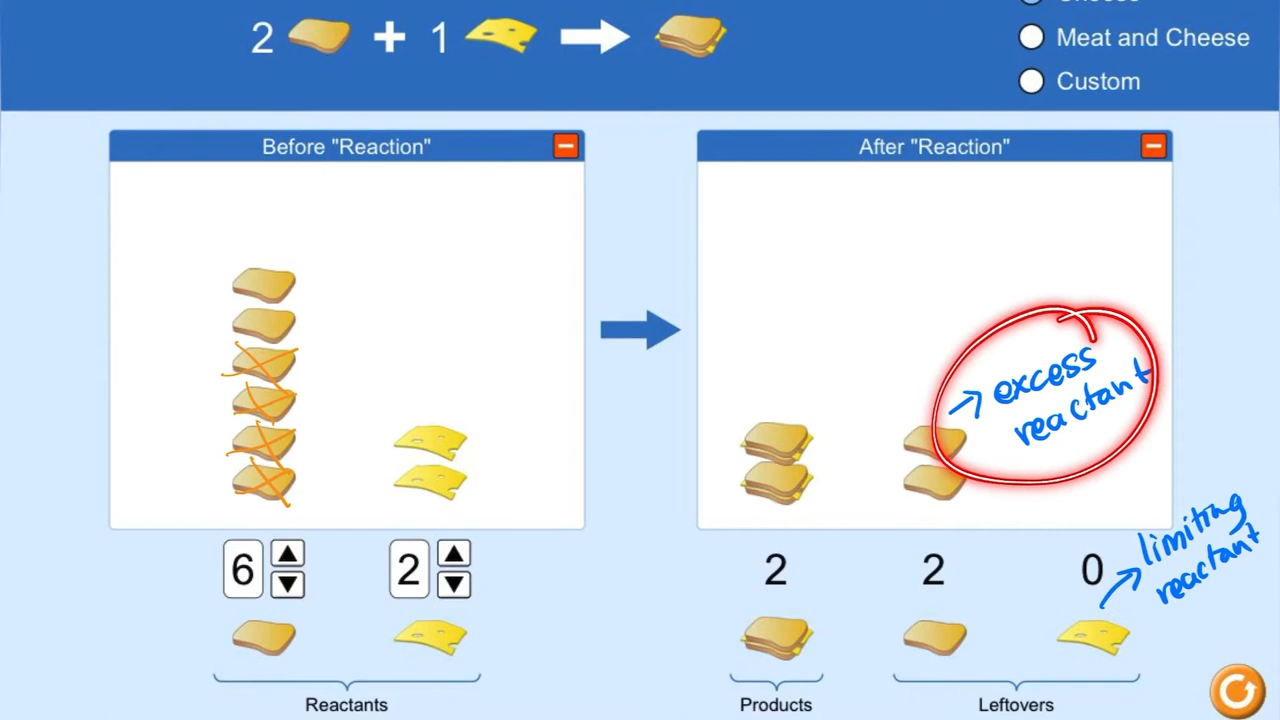 Cheese
2 + 1
Meat and Cheese
Custom
Before "Reaction"
After "Reaction"
→ excess
reactant
6 2
2 2 0
→ limiting
reactant
Reactants
Products
Leftovers